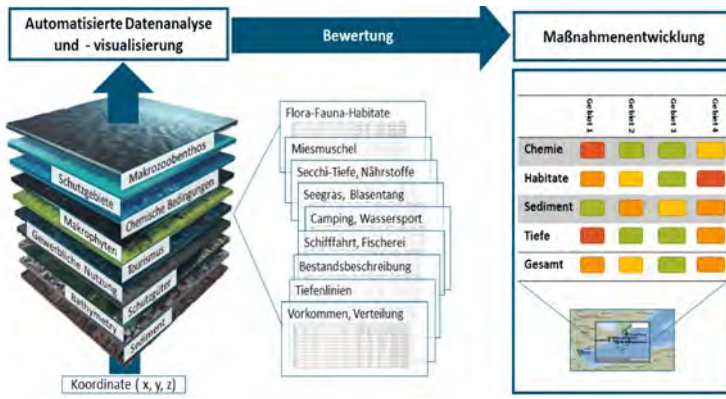 Automatisierte Datenanalyse
und - visualisierung
Bewertung
Maßnahmenentwicklung
Makrozoobenthos
Schutzgebiete
Chemische Bedingungen
Makrophyten
Tourismus
Gewerbliche Nutzung
Schutzgüter
Bathymetry
Sediment
Koordinate ( x, y, z)
Flora-Fauna-Habitate
Miesmuschel
Secchi-Tiefe, Nährstoffe
Seegras, Blasentang
Camping, Wassersport
Schifffahrt, Fischerei
Bestandsbeschreibung
Tiefenlinien
Vorkommen, Verteilung
Gebiet 1
Gebiet 2
Gebiet 3
Gebiet 4
Chemie
Habitate
Sediment
Tiefe
Gesamt